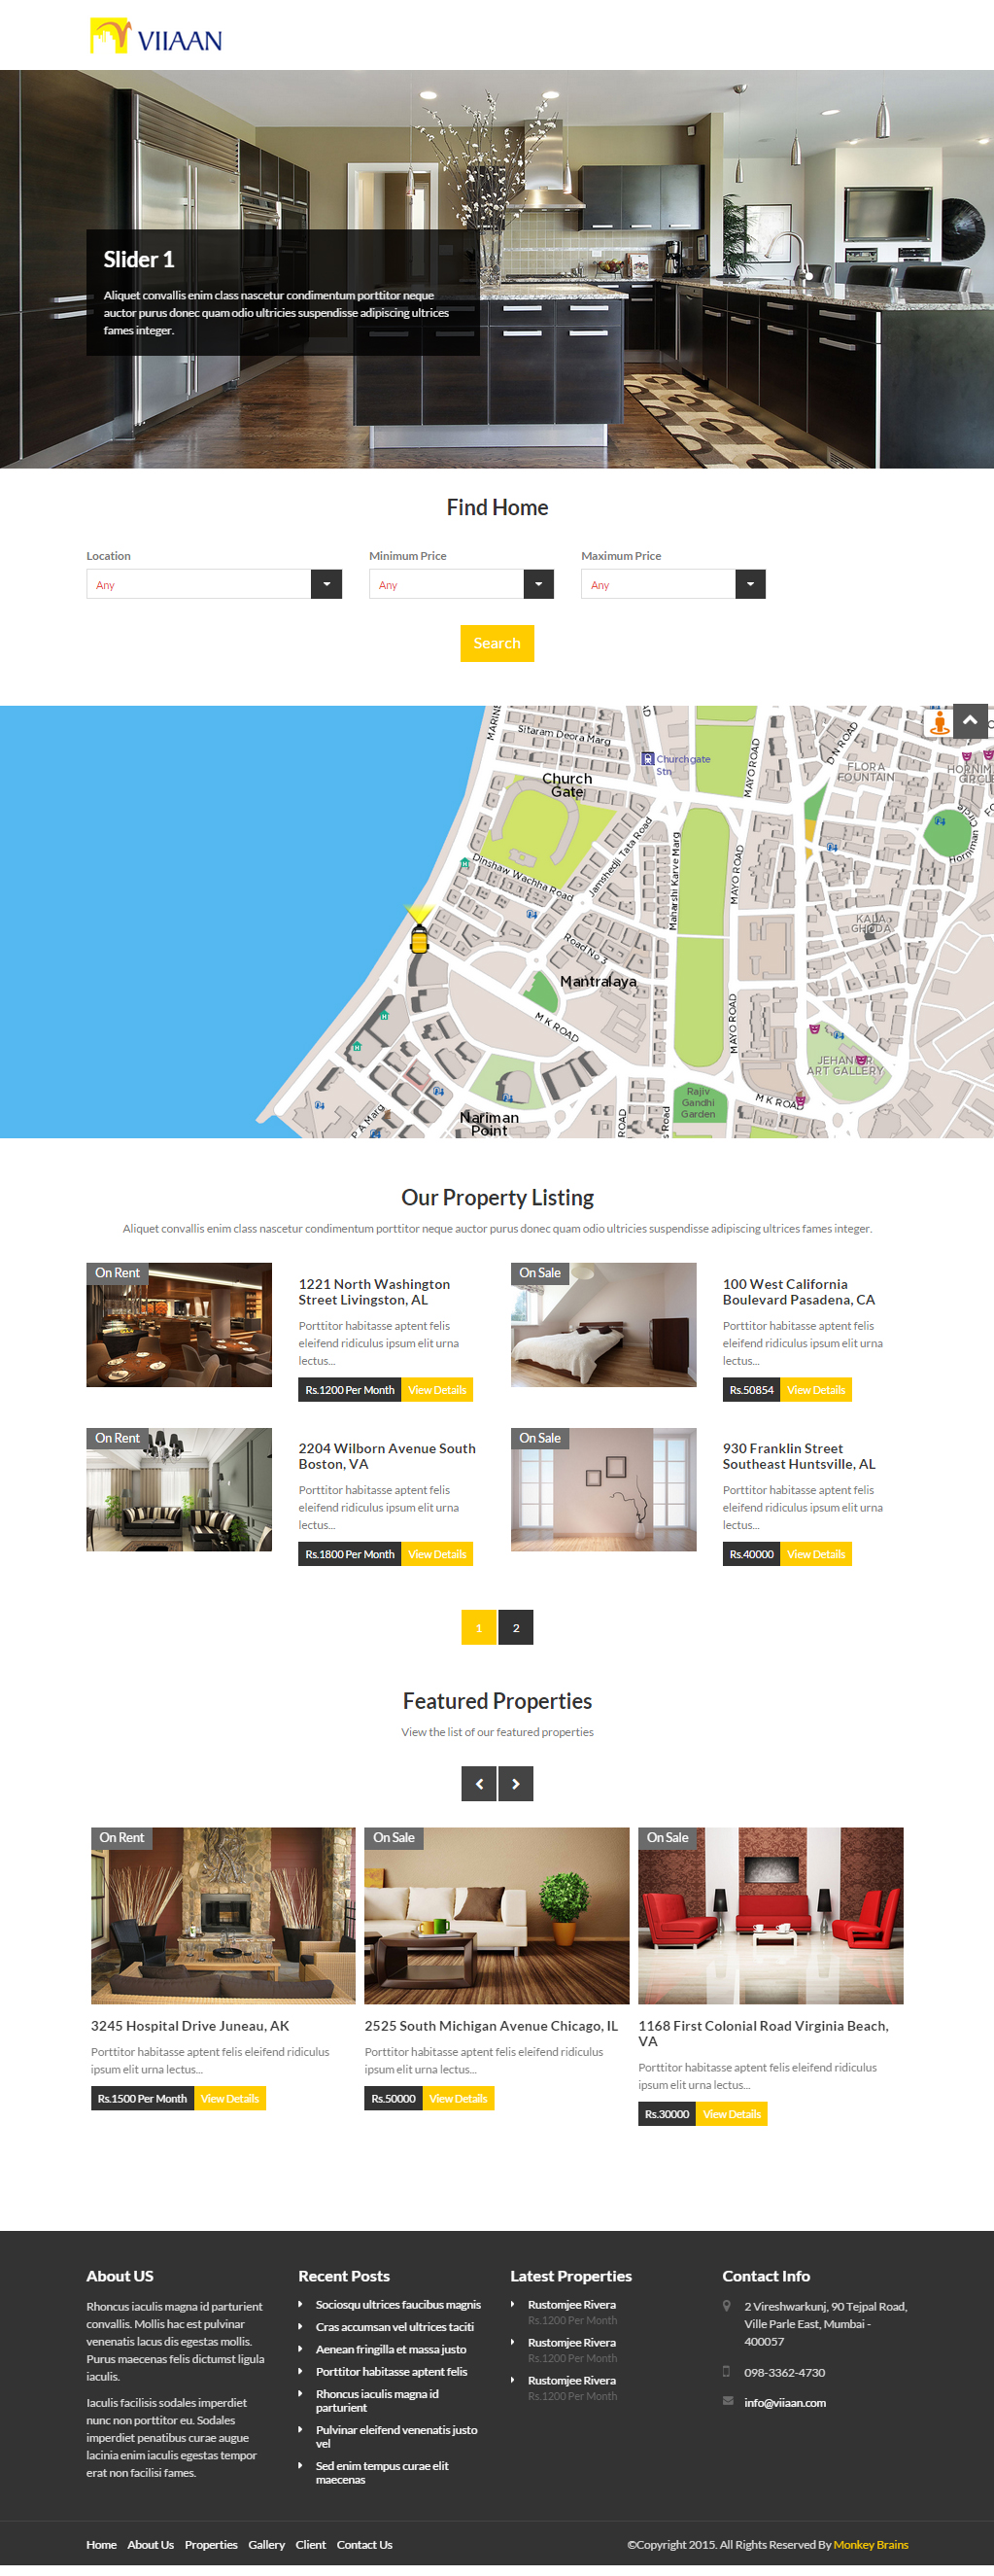 VIIAAN
Slider 1
Aliquet convallis enim class nascetur condimentum porttitor neque
auctor purus donec quam odio ultricies suspendisse adipiscing ultrices
fames integer.
Find Home
Location
Minimum Price
Maximum Price
Any
Any
Any
Search
MARINE
Sitaram Deora Marg
Churchgate
Stn
Church
Gate
MAYO ROAD
D N ROAD
FLORA
FOUNTAIN
HORNIM
CIRCLE
Horniman Circle
Dinshaw Wachha Road
Jamshedji Tata Road
Maharshi Karve Marg
MAYO ROAD
KALA
GHODA
Road No 3
Mantralaya
M K ROAD
MAYO ROAD
ART GALLERY
Rajiv
Gandhi
Garden
M K ROAD
P A Marg
Nariman
Point
ROAD
s Road
Our Property Listing
Aliquet convallis enim class nascetur condimentum porttitor neque auctor purus donec quam odio ultricies suspendisse adipiscing ultrices fames integer.
On Rent
1221 North Washington
Street Livingston, AL
Porttitor habitasse aptent felis
eleifend ridiculus ipsum elit urna
lectus...
Rs.1200 Per Month View Details
On Sale
100 West California
Boulevard Pasadena, CA
Porttitor habitasse aptent felis
eleifend ridiculus ipsum elit urna
lectus...
Rs.50854 View Details
On Rent
2204 Wilborn Avenue South
Boston, VA
Porttitor habitasse aptent felis
eleifend ridiculus ipsum elit urna
lectus...
Rs.1800 Per Month View Details
On Sale
930 Franklin Street
Southeast Huntsville, AL
Porttitor habitasse aptent felis
eleifend ridiculus ipsum elit urna
lectus...
Rs.40000 View Details
1 2
Featured Properties
View the list of our featured properties
On Rent
3245 Hospital Drive Juneau, AK
Porttitor habitasse aptent felis eleifend ridiculus
ipsum elit urna lectus...
Rs.1500 Per Month View Details
On Sale
2525 South Michigan Avenue Chicago, IL
Porttitor habitasse aptent felis eleifend ridiculus
ipsum elit urna lectus...
Rs.50000 View Details
On Sale
1168 First Colonial Road Virginia Beach,
VA
Porttitor habitasse aptent felis eleifend ridiculus
ipsum elit urna lectus...
Rs.30000 View Details
About US
Rhoncus iaculis magna id parturient
convallis. Mollis hac est pulvinar
venenatis lacus dis egestas mollis.
Purus maecenas felis dictumst ligula
iaculis.
Iaculis facilisis sodales imperdiet
nunc non porttitor eu. Sodales
imperdiet penatibus curae augue
lacinia enim iaculis egestas tempor
erat non facilisi fames.
Recent Posts
Sociosqu ultrices faucibus magnis
Cras accumsan vel ultrices taciti
Aenean fringilla et massa justo
Porttitor habitasse aptent felis
Rhoncus iaculis magna id
parturient
Pulvinar eleifend venenatis justo
vel
Sed enim tempus curae elit
maecenas
Latest Properties
Rustomjee Rivera
Rs.1200 Per Month
Rustomjee Rivera
Rs.1200 Per Month
Rustomjee Rivera
Rs.1200 Per Month
Contact Info
2 Vireshwarkunj, 90 Tejpal Road,
Ville Parle East, Mumbai -
400057
098-3362-4730
info@viiaan.com
Home About Us Properties Gallery Client Contact Us
©Copyright 2015. All Rights Reserved By Monkey Brains